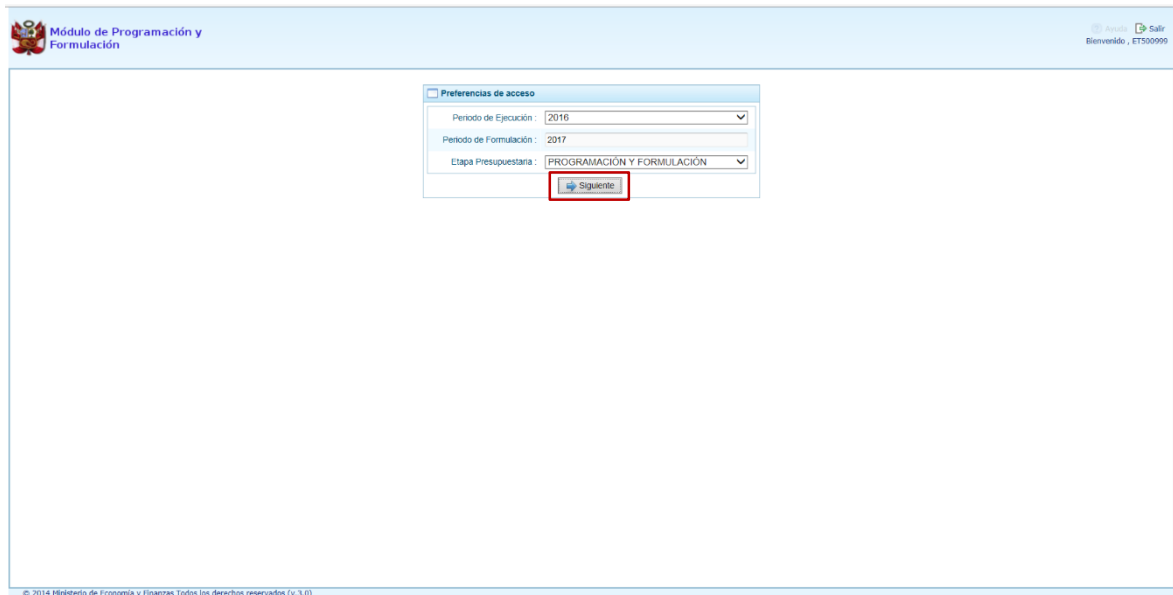 Módulo de Programación y
Formulación
Ayuda Salir
Bienvenido , ET500999
Preferencias de acceso
Periodo de Ejecución : 2016
Periodo de Formulación : 2017
Etapa Presupuestaria : PROGRAMACIÓN Y FORMULACIÓN
Siguiente
© 2014 Ministerio de Economía y Finanzas Todos los derechos reservados (v.3.0)